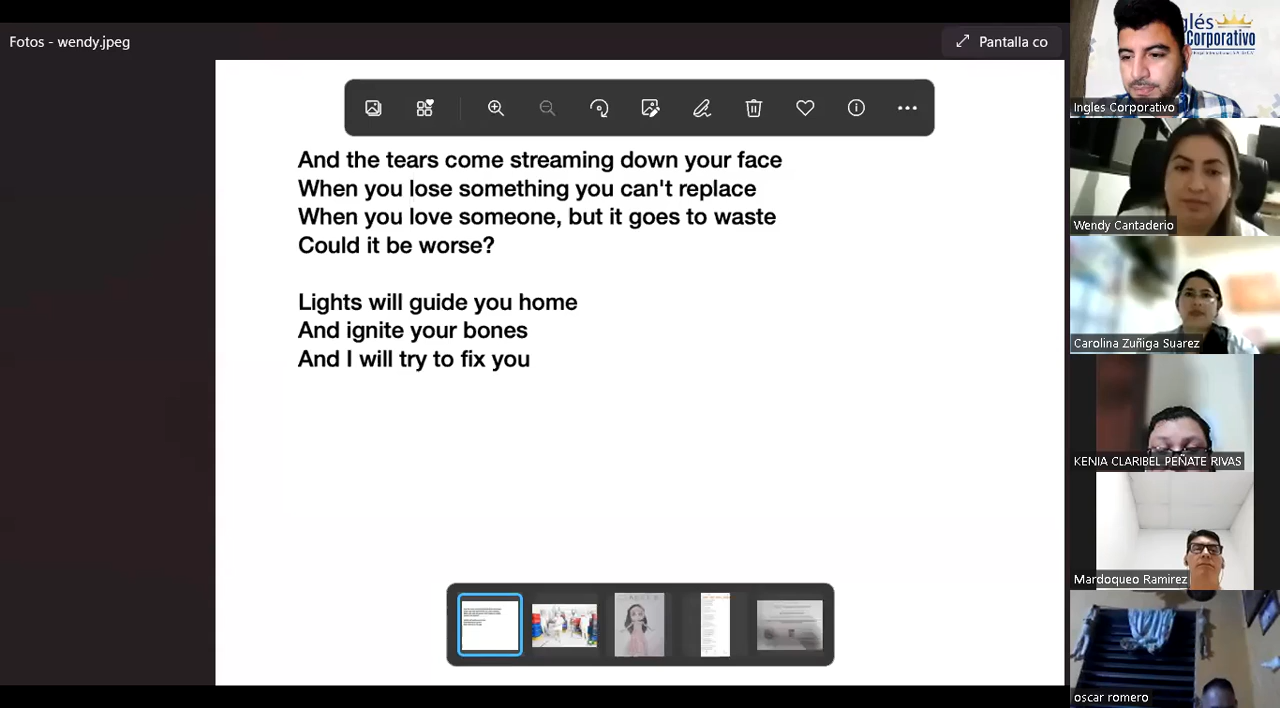 Fotos - wendy.jpeg
Pantalla co
And the tears come streaming down your face
When you lose something you can't replace
When you love someone, but it goes to waste
Could it be worse?
Lights will guide you home
And ignite your bones
And I will try to fix you
glés
Corporativo
Ingles Corporativo
Wendy Cantaderio
Carolina Zuñiga Suarez
KENIA CLARIBEL PEÑATE RIVAS
Mardoqueo Ramirez
oscar romero